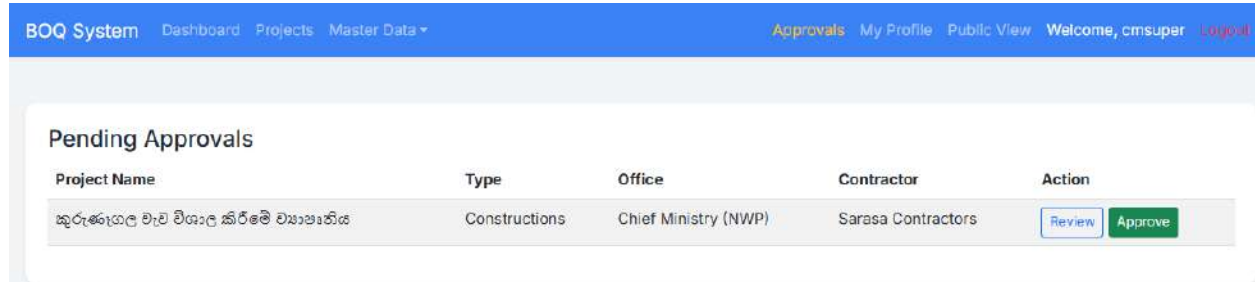 BOQ System Dashboard Projects Master Data Approvals My Profile Public View Welcome, cmsuper Logout
Pending Approvals
Project Name Type Office Contractor Action
කුරුණෑගල වැව විශාල කිරීමේ ව්‍යාපෘතිය Constructions Chief Ministry (NWP) Sarasa Contractors Review Approve